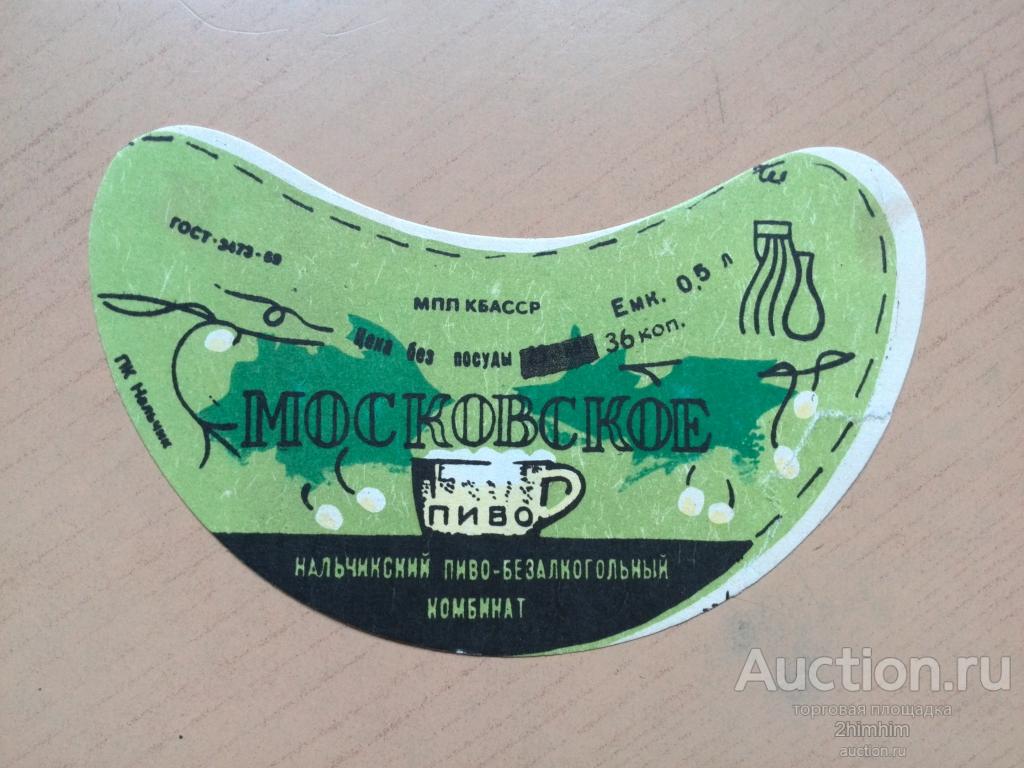 ГОСТ-3473-69
МПП КБАССР
Емк. 0,5 л
Цена без посуды
36 коп.
ПК Нальчик
МОСКОВСКОЕ
ПИВО
НАЛЬЧИКСКИЙ ПИВО-БЕЗАЛКОГОЛЬНЫЙ
КОМБИНАТ
Auction.ru
торговая площадка
2himhim
auction.ru